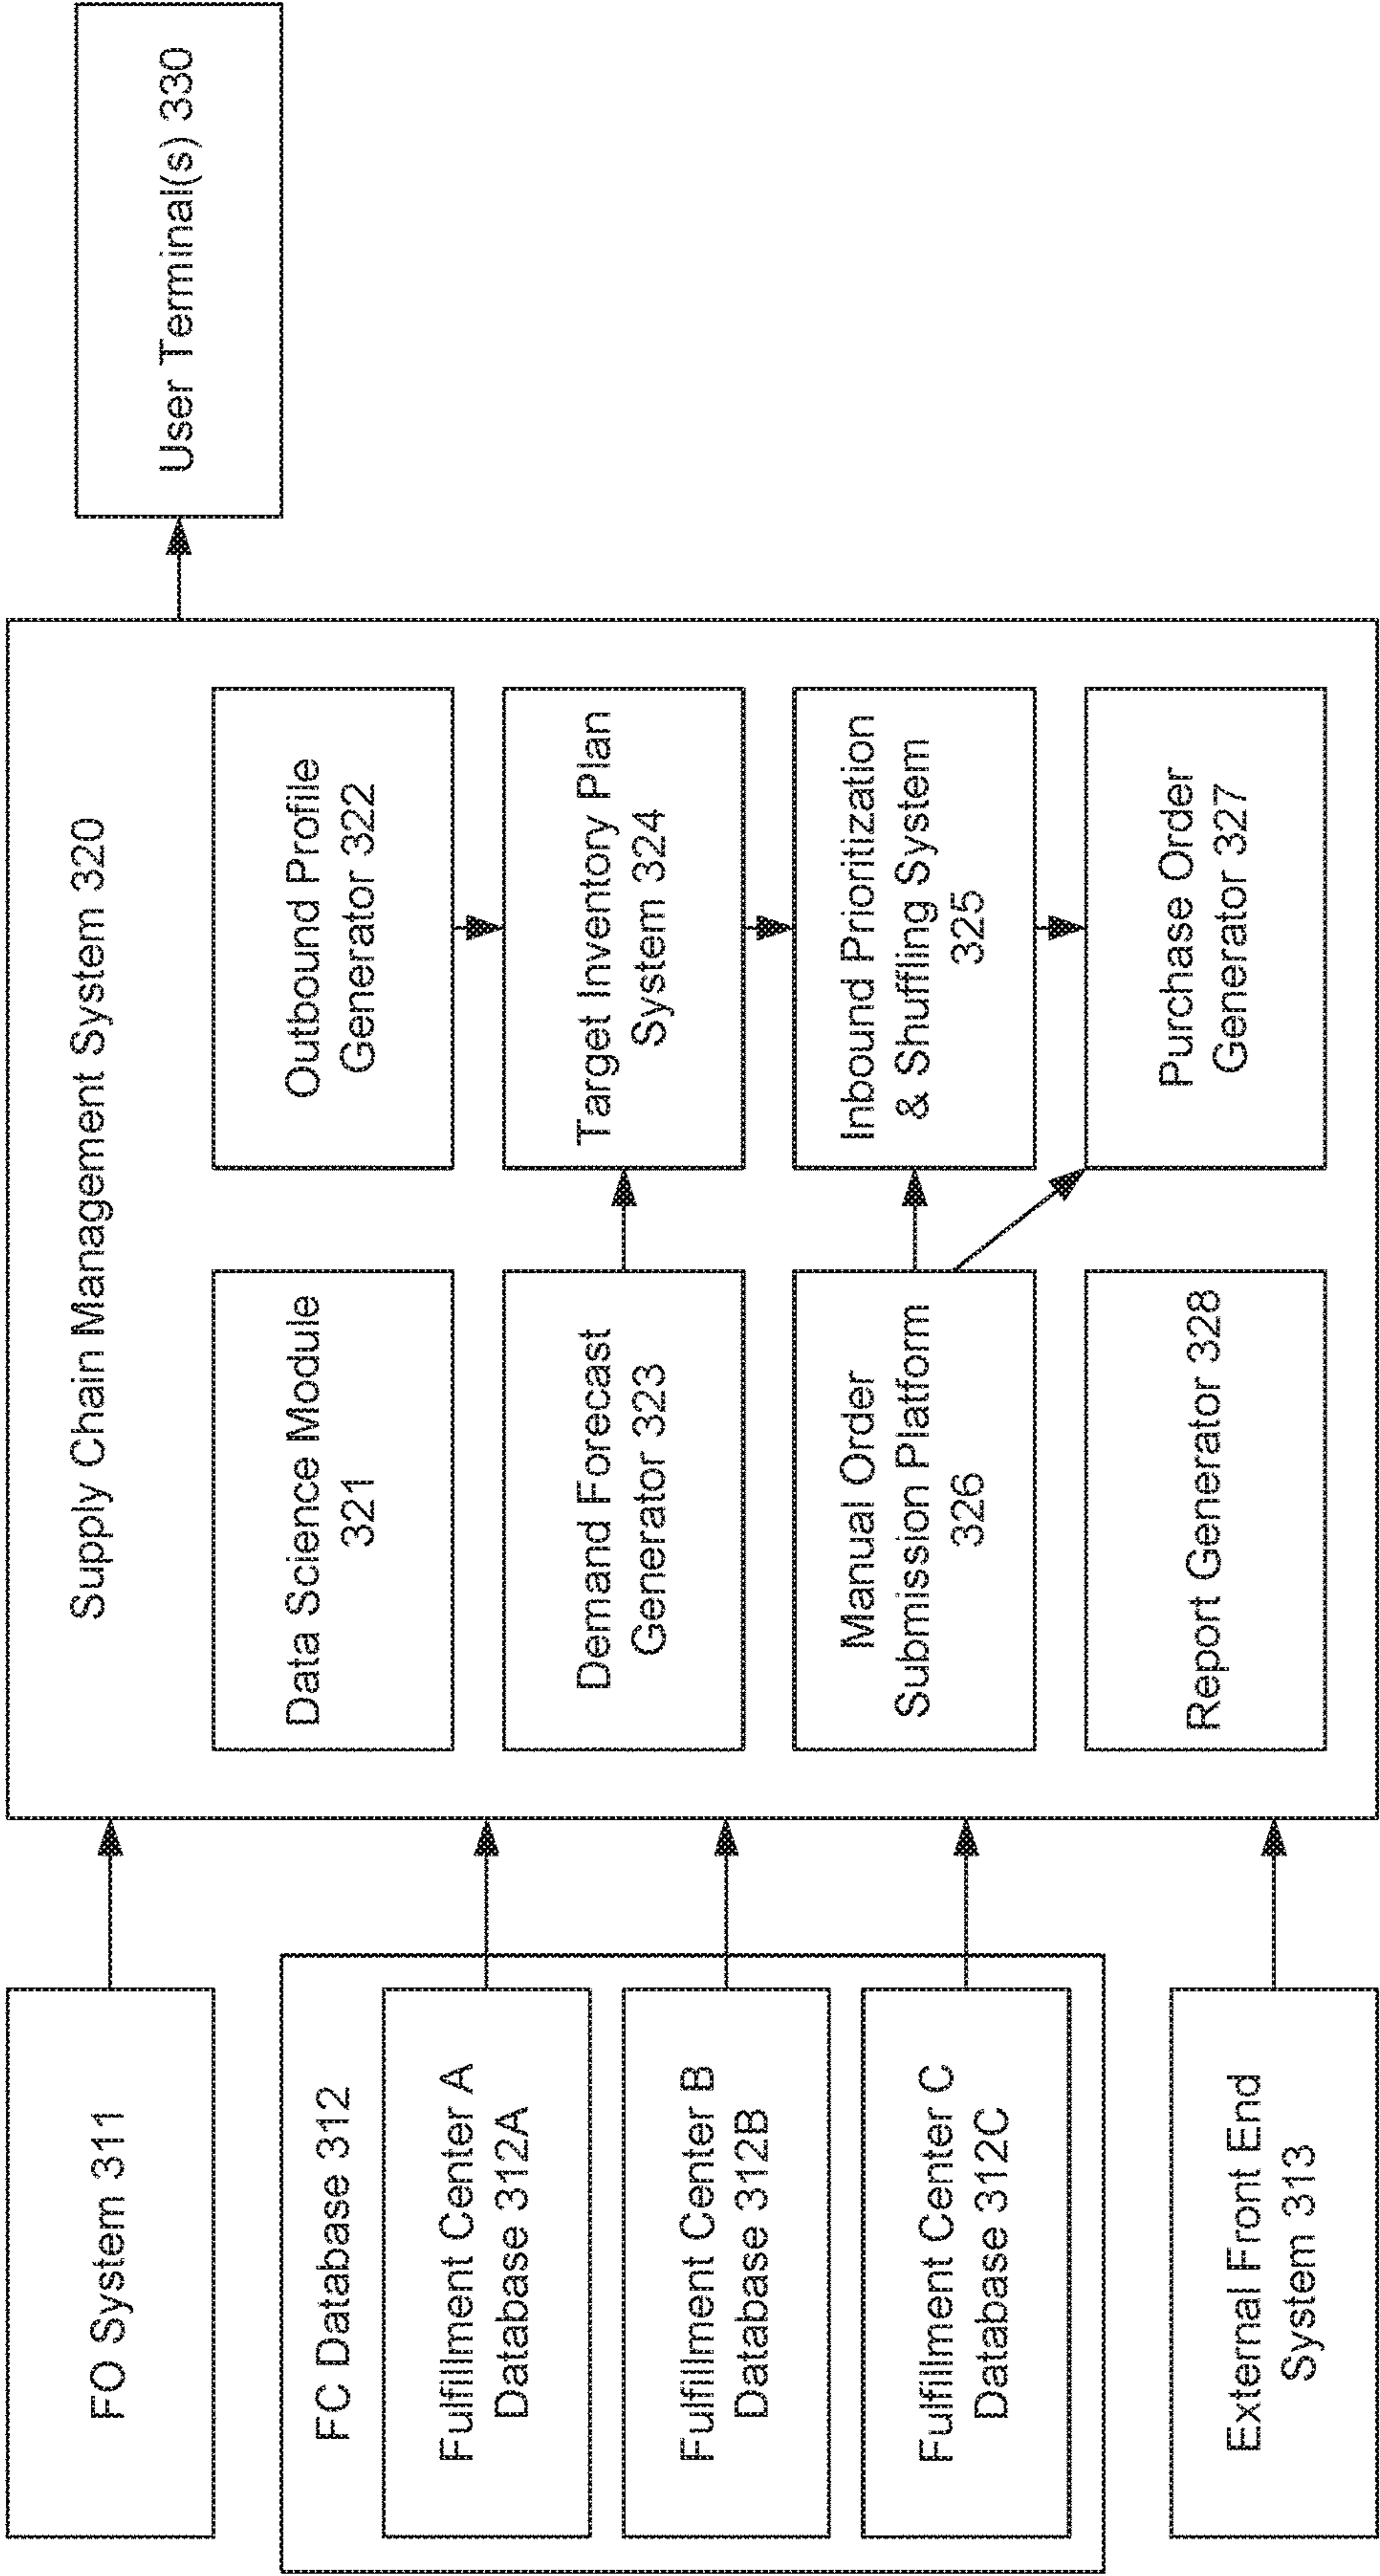 FO System 311
FC Database 312
Fulfillment Center A
Database 312A
Fulfillment Center B
Database 312B
Fulfillment Center C
Database 312C
External Front End
System 313
Supply Chain Management System 320
Data Science Module
321
Outbound Profile
Generator 322
Demand Forecast
Generator 323
Target Inventory Plan
System 324
Manual Order
Submission Platform
326
Inbound Prioritization
& Shuffling System
325
Report Generator 328
Purchase Order
Generator 327
User Terminal(s) 330